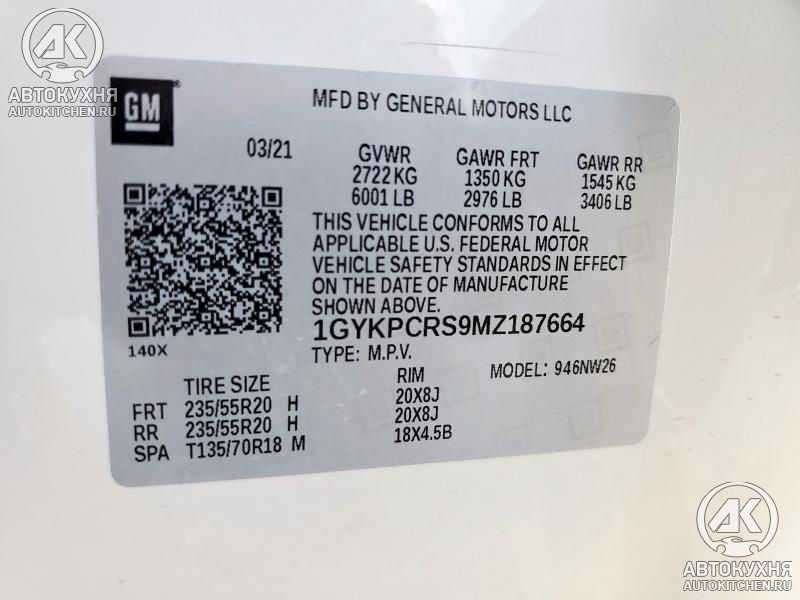 AK
АВТОКУХНЯ
AUTOKITCHEN.RU
GM
MFD BY GENERAL MOTORS LLC
03/21
GVWR GAWR FRT GAWR RR
2722 KG 1350 KG 1545 KG
6001 LB 2976 LB 3406 LB
THIS VEHICLE CONFORMS TO ALL
APPLICABLE U.S. FEDERAL MOTOR
VEHICLE SAFETY STANDARDS IN EFFECT
ON THE DATE OF MANUFACTURE
SHOWN ABOVE.
1GYKPCRS9MZ187664
140X
TYPE: M.P.V. MODEL: 946NW26
TIRE SIZE RIM
FRT 235/55R20 H 20X8J
RR 235/55R20 H 20X8J
SPA T135/70R18 M 18X4.5B
AK
АВТОКУХНЯ
AUTOKITCHEN.RU